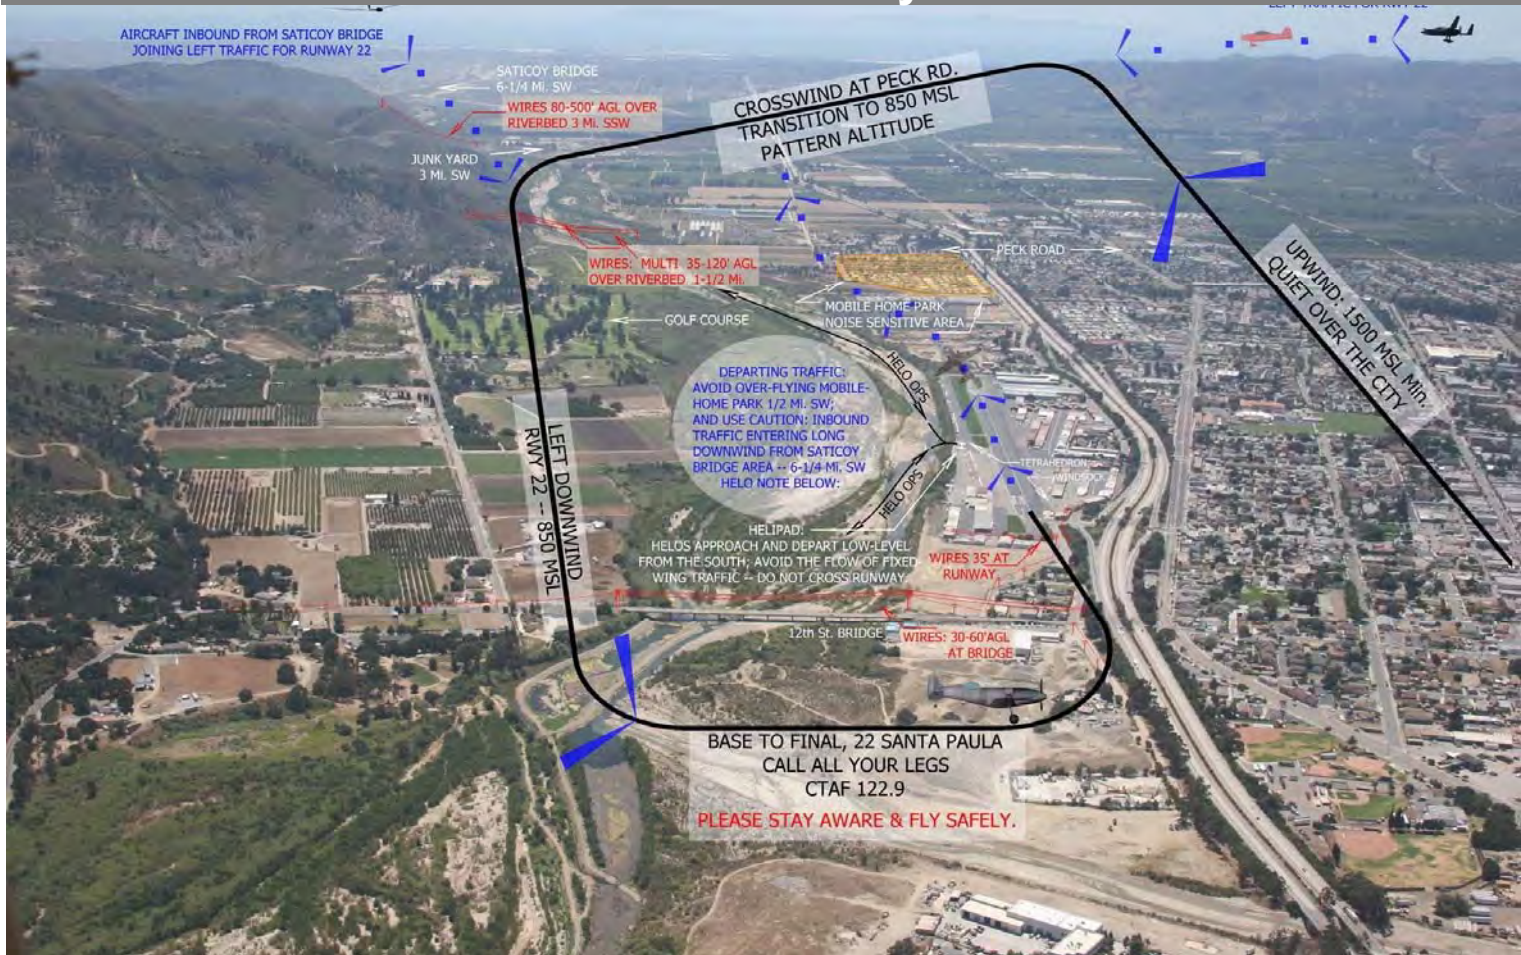 LEFT TRAFFIC FOR RWY 22
AIRCRAFT INBOUND FROM SATICOY BRIDGE
JOINING LEFT TRAFFIC FOR RUNWAY 22
SATICOY BRIDGE
6-1/4 Mi. SW
WIRES 80-500' AGL OVER
RIVERBED 3 Mi. SSW
JUNK YARD
3 Mi. SW
CROSSWIND AT PECK RD.
TRANSITION TO 850 MSL
PATTERN ALTITUDE
PECK ROAD
UPWIND: 1500 MSL Min.
QUIET OVER THE CITY
WIRES: MULTI 35-120' AGL
OVER RIVERBED 1-1/2 Mi.
MOBILE HOME PARK
NOISE SENSITIVE AREA
GOLF COURSE
HELO OPS
DEPARTING TRAFFIC:
AVOID OVER-FLYING MOBILE-
HOME PARK 1/2 Mi. SW;
AND USE CAUTION: INBOUND
TRAFFIC ENTERING LONG
DOWNWIND FROM SATICOY
BRIDGE AREA -- 6-1/4 Mi. SW
HELO NOTE BELOW:
LEFT DOWNWIND
RWY 22 -- 850 MSL
TETRAHEDRON
WINDSOCK
HELO OPS
HELIPAD:
HELOS APPROACH AND DEPART LOW-LEVEL
FROM THE SOUTH; AVOID THE FLOW OF FIXED-
WING TRAFFIC -- DO NOT CROSS RUNWAY.
WIRES 35' AT
RUNWAY
12th St. BRIDGE
WIRES: 30-60'AGL
AT BRIDGE
BASE TO FINAL, 22 SANTA PAULA
CALL ALL YOUR LEGS
CTAF 122.9
PLEASE STAY AWARE & FLY SAFELY.